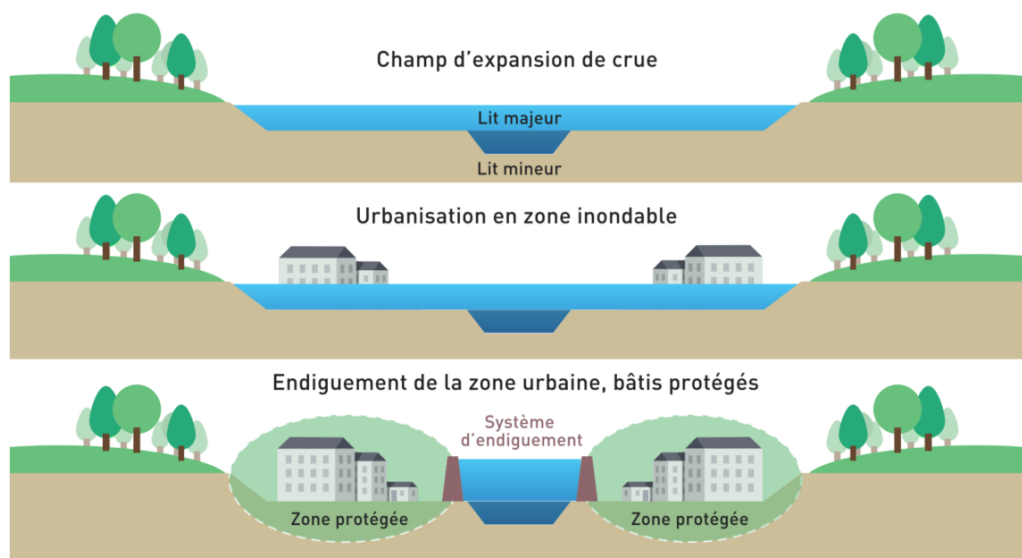 Champ d'expansion de crue
Lit majeur
Lit mineur
Urbanisation en zone inondable
Endiguement de la zone urbaine, bâtis protégés
Système
d'endiguement
Zone protégée
Zone protégée